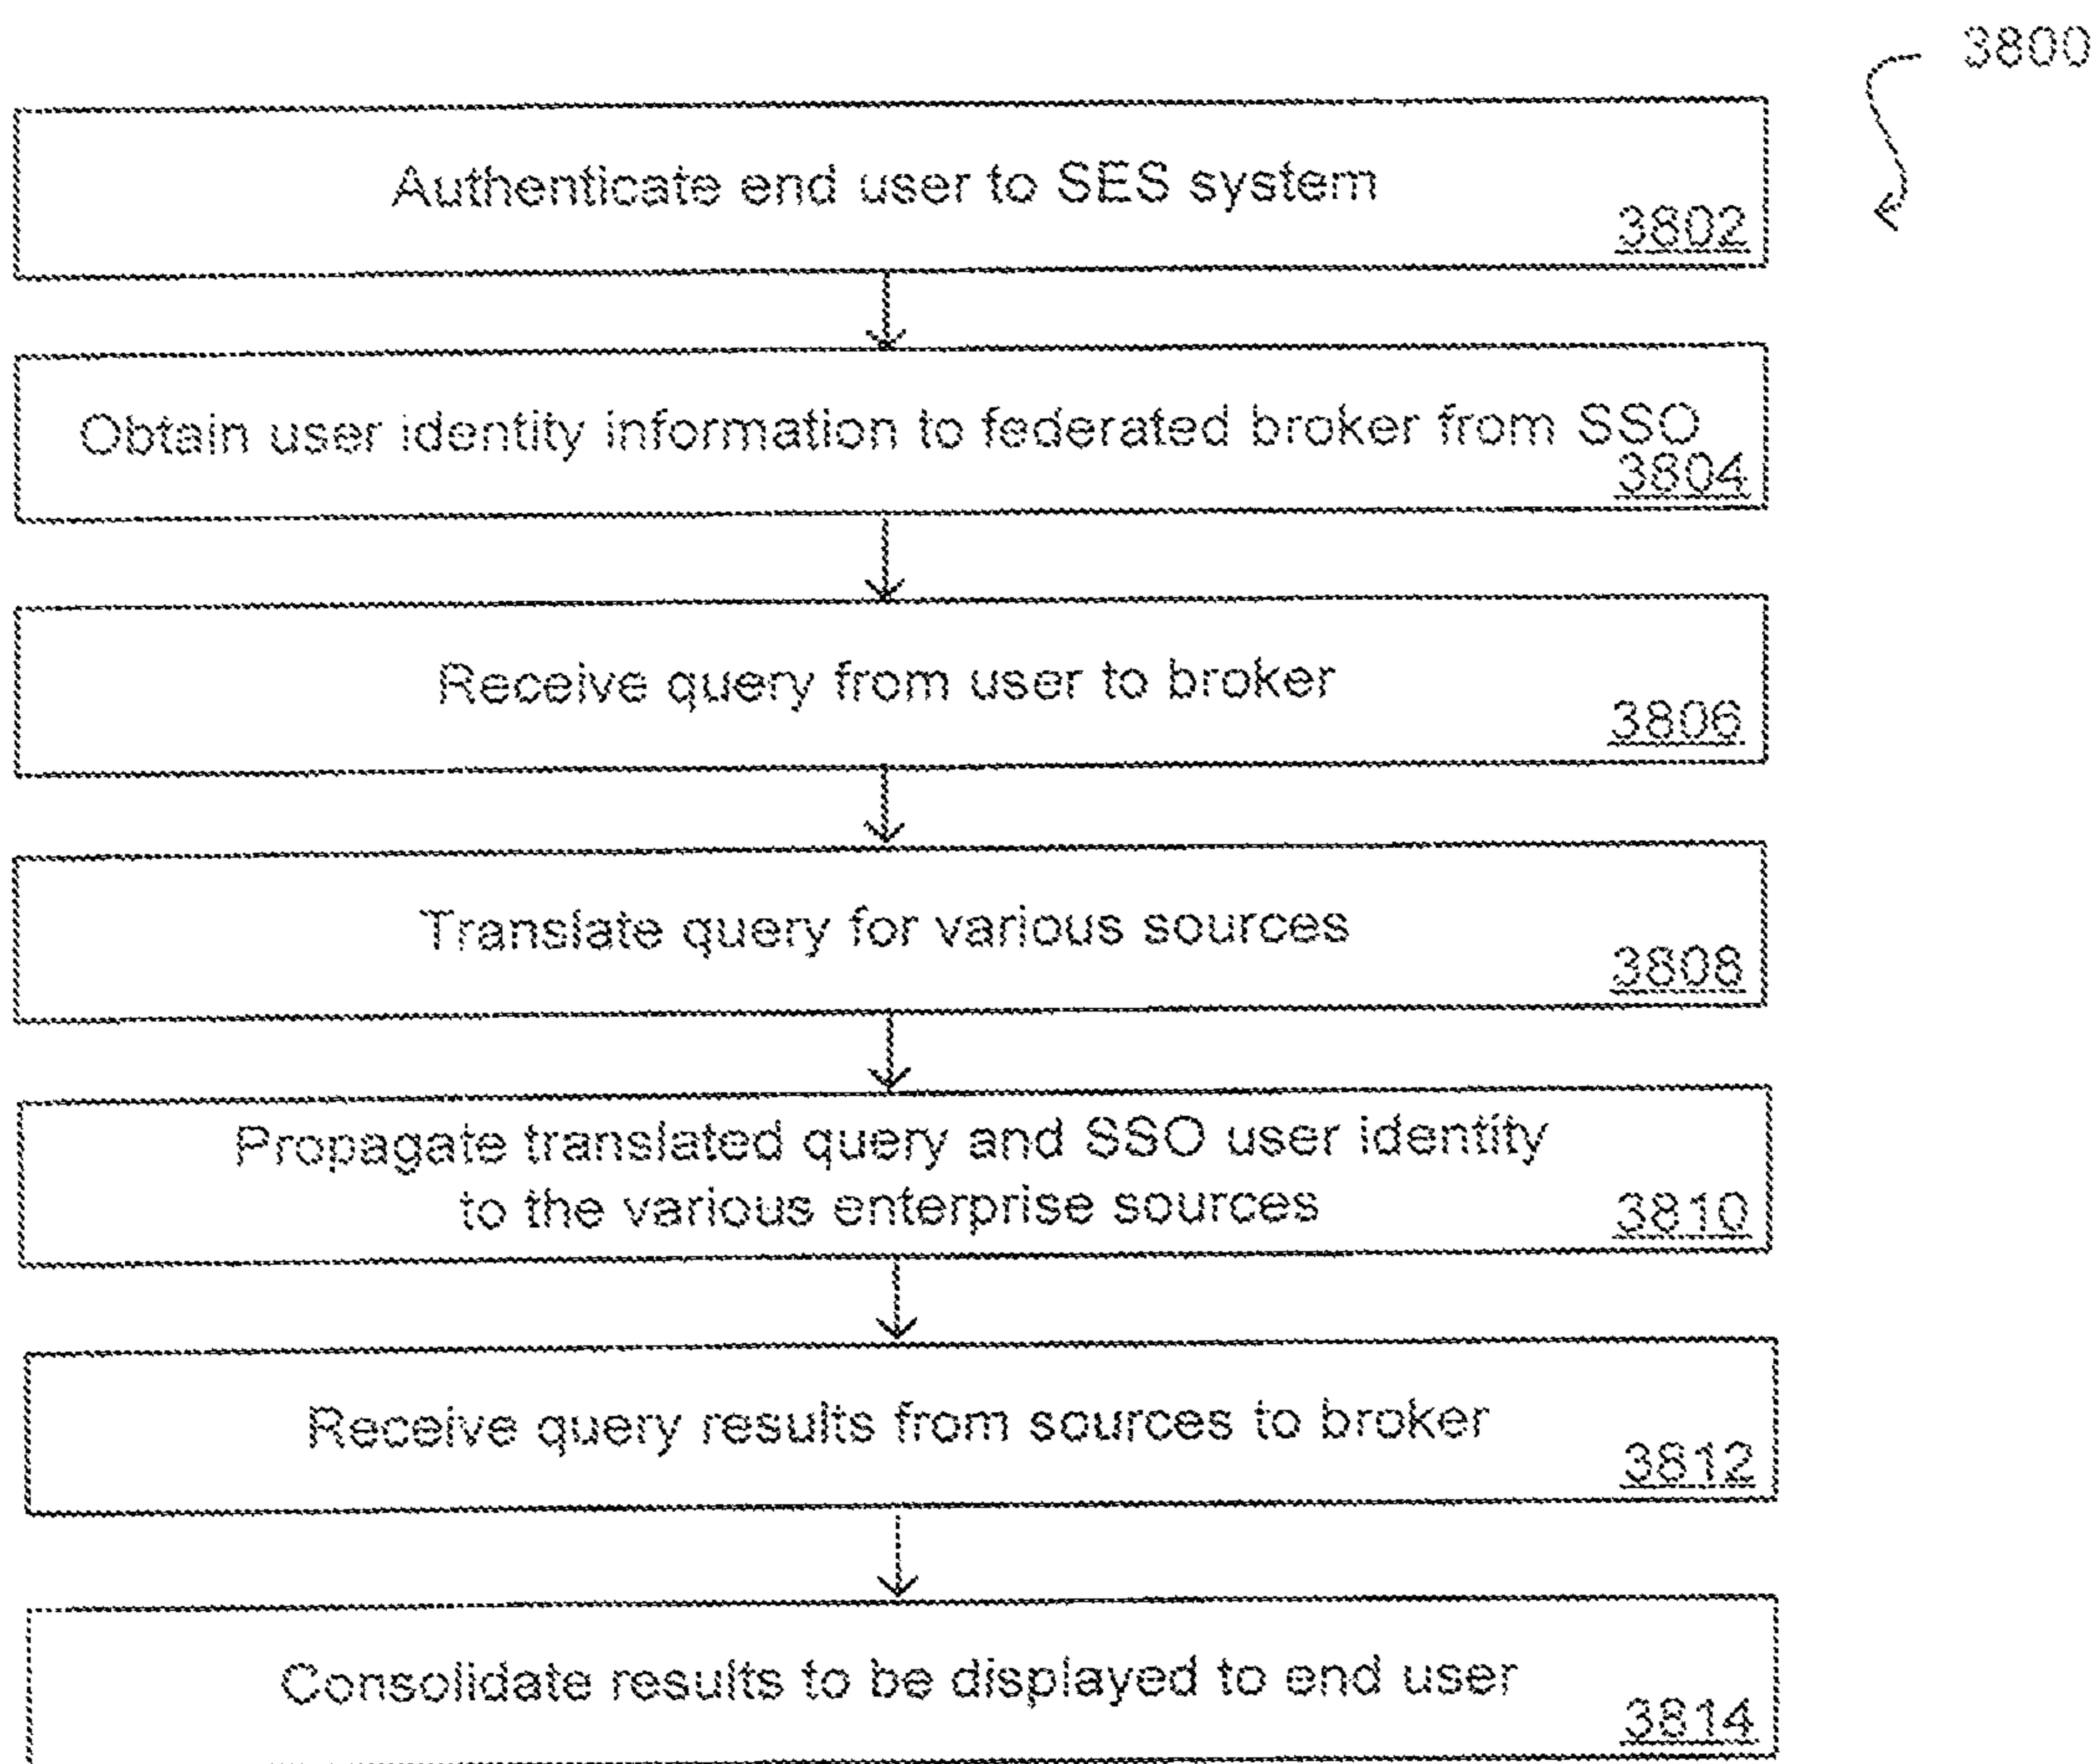 3800
Authenticate end user to SES system
3802
Obtain user identity information to federated broker from SSO
3804
Receive query from user to broker
3806
Translate query for various sources
3808
Propagate translated query and SSO user identity
to the various enterprise sources
3810
Receive query results from sources to broker
3812
Consolidate results to be displayed to end user
3814